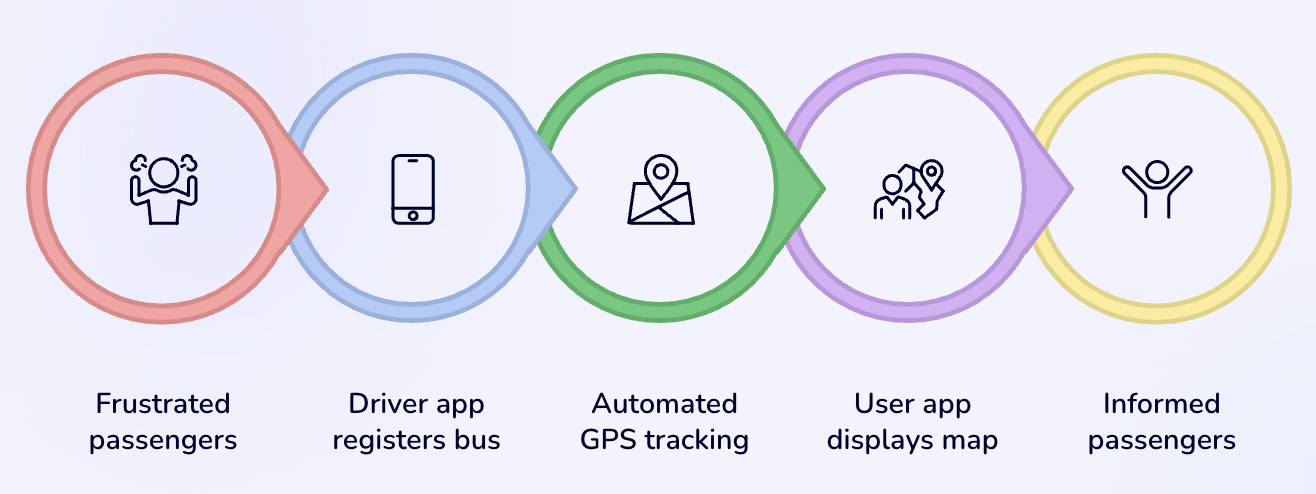 Frustrated
passengers
Driver app
registers bus
Automated
GPS tracking
User app
displays map
Informed
passengers